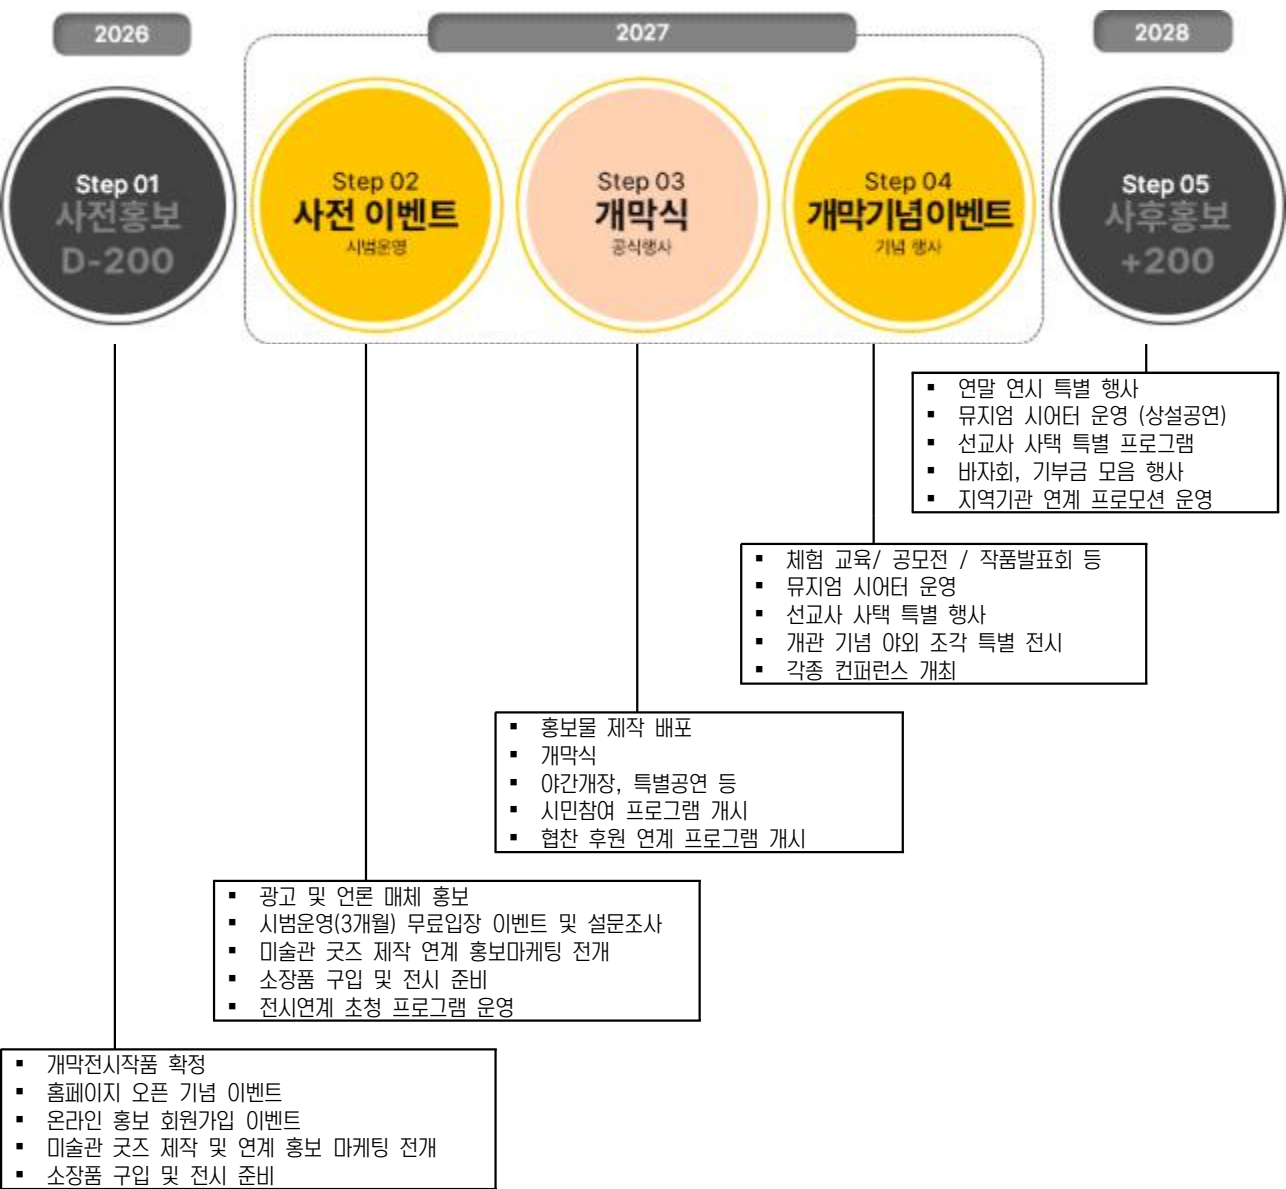 2026
2027
2028
Step 01
사전홍보
D-200
Step 02
사전 이벤트
시범운영
Step 03
개막식
공식행사
Step 04
개막기념이벤트
기념 행사
Step 05
사후홍보
+200
▪ 연말 연시 특별 행사
▪ 뮤지엄 시어터 운영 (상설공연)
▪ 선교사 사택 특별 프로그램
▪ 바자회, 기부금 모음 행사
▪ 지역기관 연계 프로모션 운영
▪ 체험 교육/ 공모전 / 작품발표회 등
▪ 뮤지엄 시어터 운영
▪ 선교사 사택 특별 행사
▪ 개관 기념 야외 조각 특별 전시
▪ 각종 컨퍼런스 개최
▪ 홍보물 제작 배포
▪ 개막식
▪ 야간개장, 특별공연 등
▪ 시민참여 프로그램 개시
▪ 협찬 후원 연계 프로그램 개시
▪ 광고 및 언론 매체 홍보
▪ 시범운영(3개월) 무료입장 이벤트 및 설문조사
▪ 미술관 굿즈 제작 연계 홍보마케팅 전개
▪ 소장품 구입 및 전시 준비
▪ 전시연계 초청 프로그램 운영
▪ 개막전시작품 확정
▪ 홈페이지 오픈 기념 이벤트
▪ 온라인 홍보 회원가입 이벤트
▪ 미술관 굿즈 제작 및 연계 홍보 마케팅 전개
▪ 소장품 구입 및 전시 준비